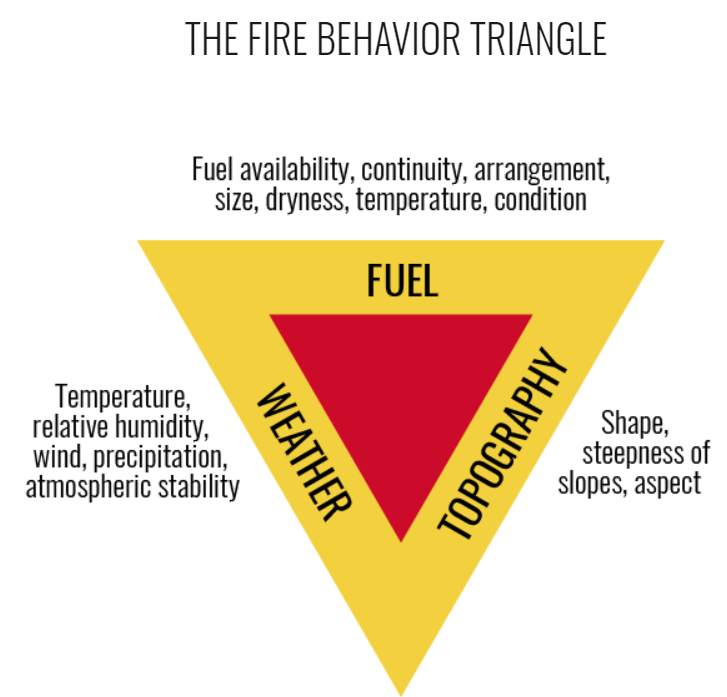 THE FIRE BEHAVIOR TRIANGLE
Fuel availability, continuity, arrangement,
size, dryness, temperature, condition
FUEL
WEATHER
TOPOGRAPHY
Temperature,
relative humidity,
wind, precipitation,
atmospheric stability
Shape,
steepness of
slopes, aspect